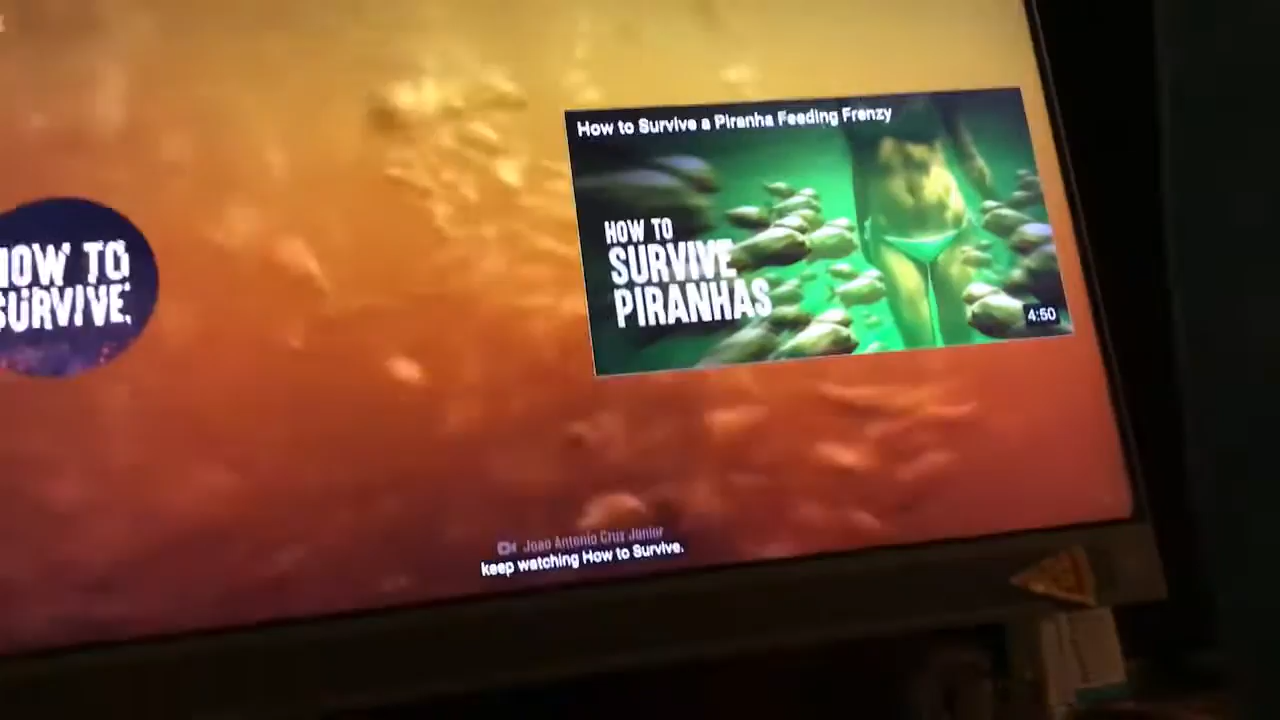 How to Survive a Piranha Feeding Frenzy
HOW TO
SURVIVE
PIRANHAS
4:50
HOW TO
SURVIVE.
Joao Antonio Cruz Junior
keep watching How to Survive.